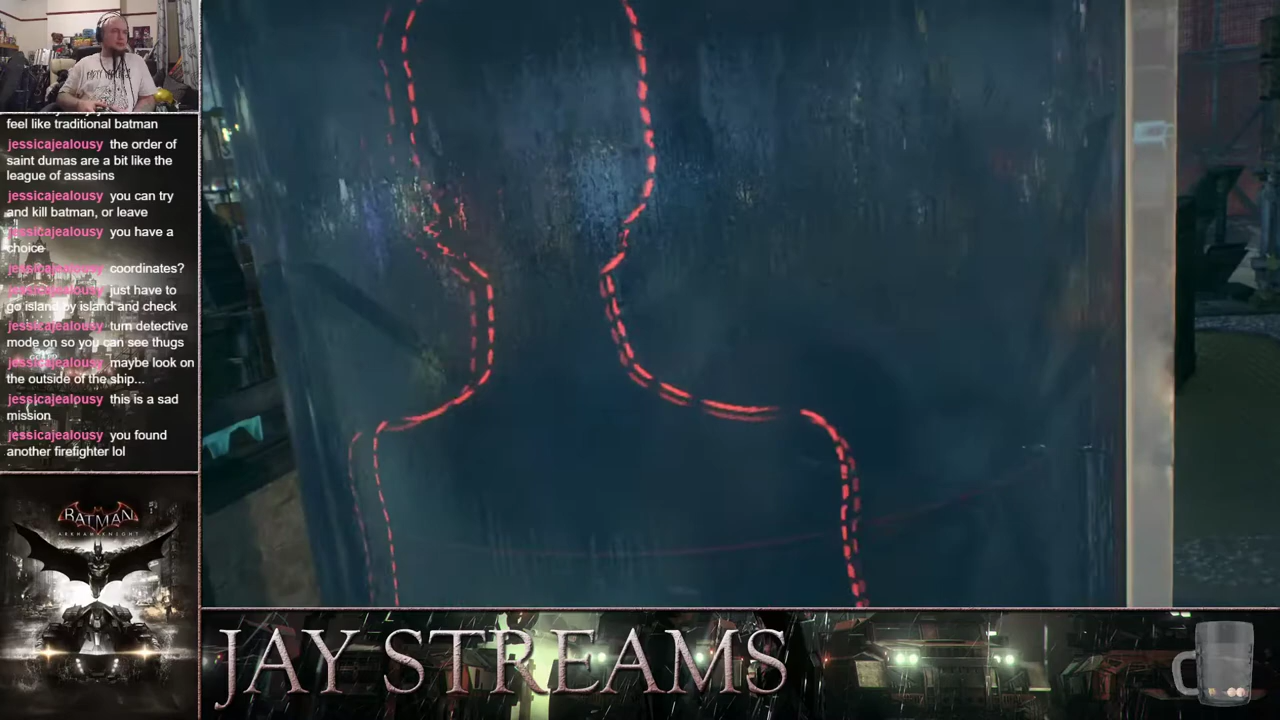 feel like traditional batman
jessicajealousy the order of
saint dumas are a bit like the
league of assasins
jessicajealousy you can try
and kill batman, or leave
jessicajealousy you have a
choice
jessicajealousy coordinates?
jessicajealousy just have to
go island by island and check
jessicajealousy turn detective
mode on so you can see thugs
jessicajealousy maybe look on
the outside of the ship...
jessicajealousy this is a sad
mission
jessicajealousy you found
another firefighter lol
BATMAN
ARKHAM KNIGHT
JAY STREAMS